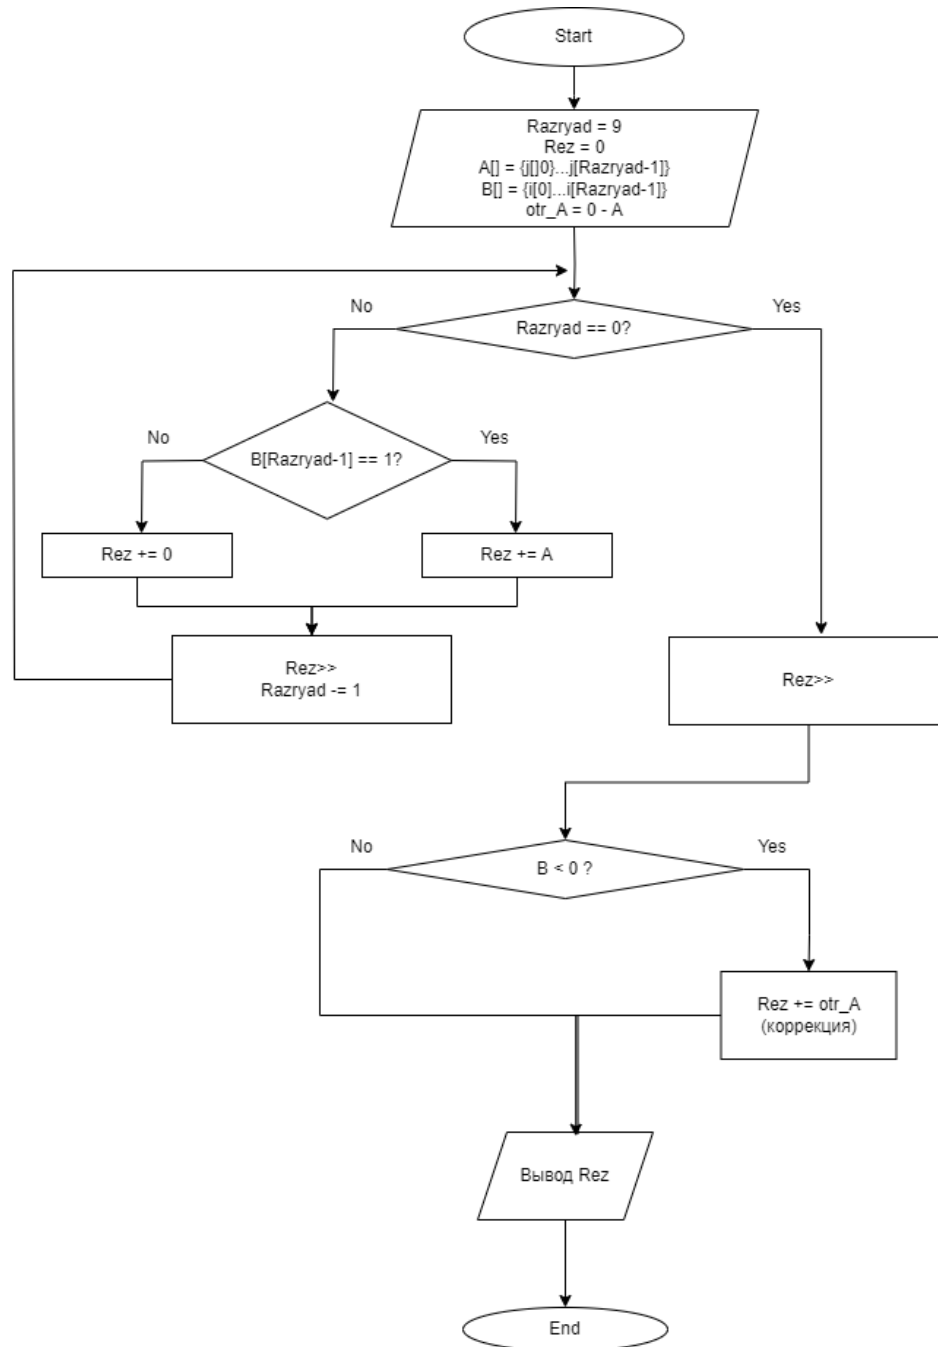 Start
Razryad = 9
Rez = 0
A[] = {j[]0}...j[Razryad-1]}
B[] = {i[0]...i[Razryad-1]}
otr_A = 0 - A
No
Razryad == 0?
Yes
No
B[Razryad-1] == 1?
Yes
Rez += 0
Rez += A
Rez>>
Razryad -= 1
Rez>>
No
B < 0 ?
Yes
Rez += otr_A
(коррекция)
Вывод Rez
End